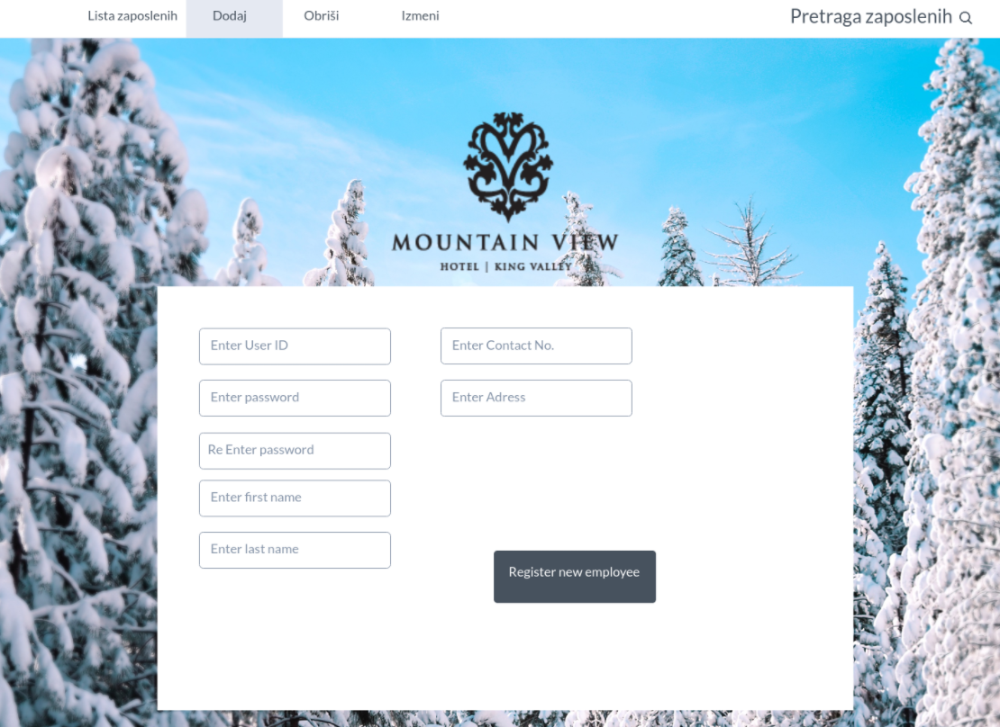 Lista zaposlenih Dodaj Obriši Izmeni Pretraga zaposlenih
MOUNTAIN VIEW
HOTEL | KING VALLEY
Enter User ID
Enter password
Re Enter password
Enter first name
Enter last name
Enter Contact No.
Enter Adress
Register new employee